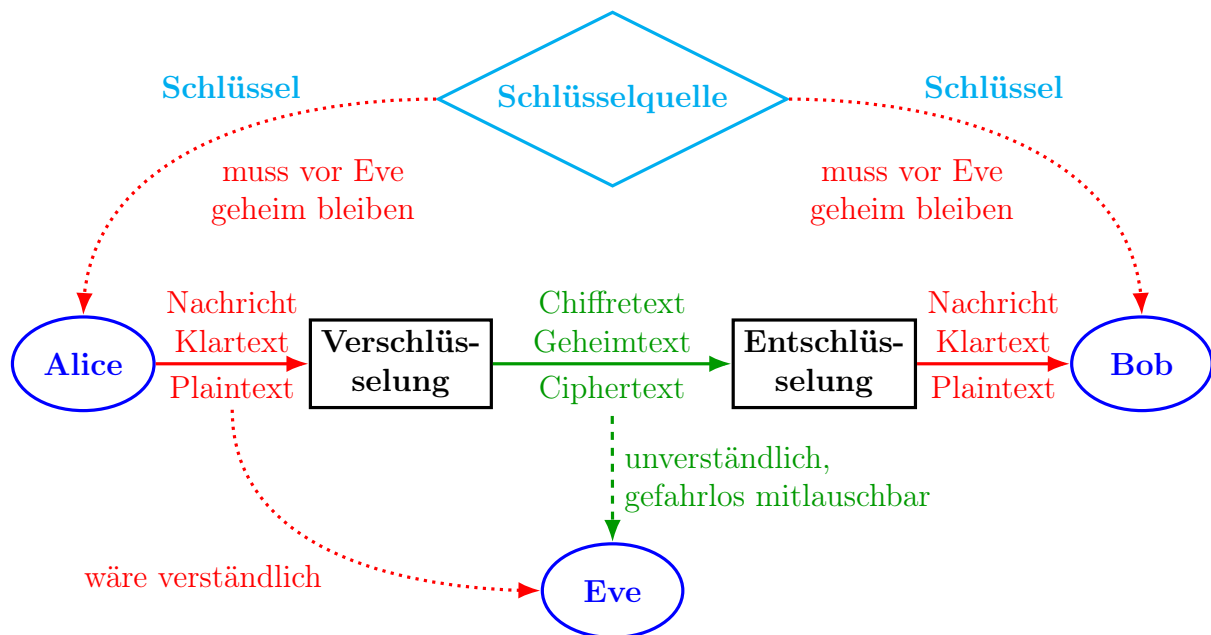 Schlüssel
Schlüsselquelle
Schlüssel
muss vor Eve
geheim bleiben
muss vor Eve
geheim bleiben
Alice
Nachricht
Klartext
Plaintext
Verschlüs-
selung
Chiffretext
Geheimtext
Ciphertext
Entschlüs-
selung
Nachricht
Klartext
Plaintext
Bob
unverständlich,
gefahrlos mitlauschbar
wäre verständlich
Eve